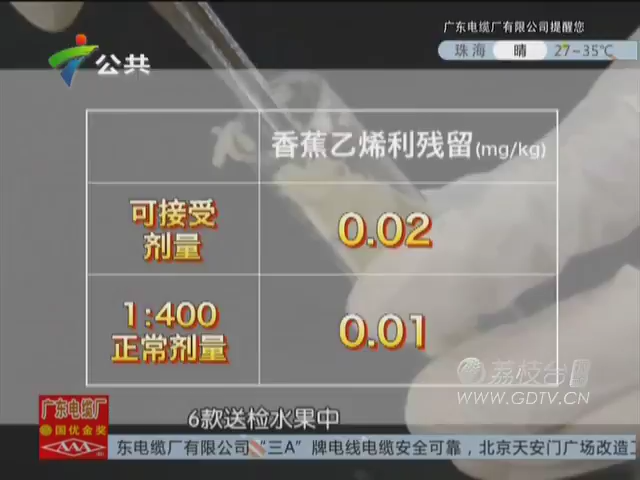 广东电缆厂有限公司提醒您
公共
珠海 晴 27-35℃
香蕉乙烯利残留(mg/kg)
可接受
剂量
0.02
1:400
正常剂量
0.01
荔枝台
WWW.GDTV.CN
6款送检水果中
广东电缆厂
国优金奖
AAA
东电缆厂有限公司“三A”牌电线电缆安全可靠，北京天安门广场改造